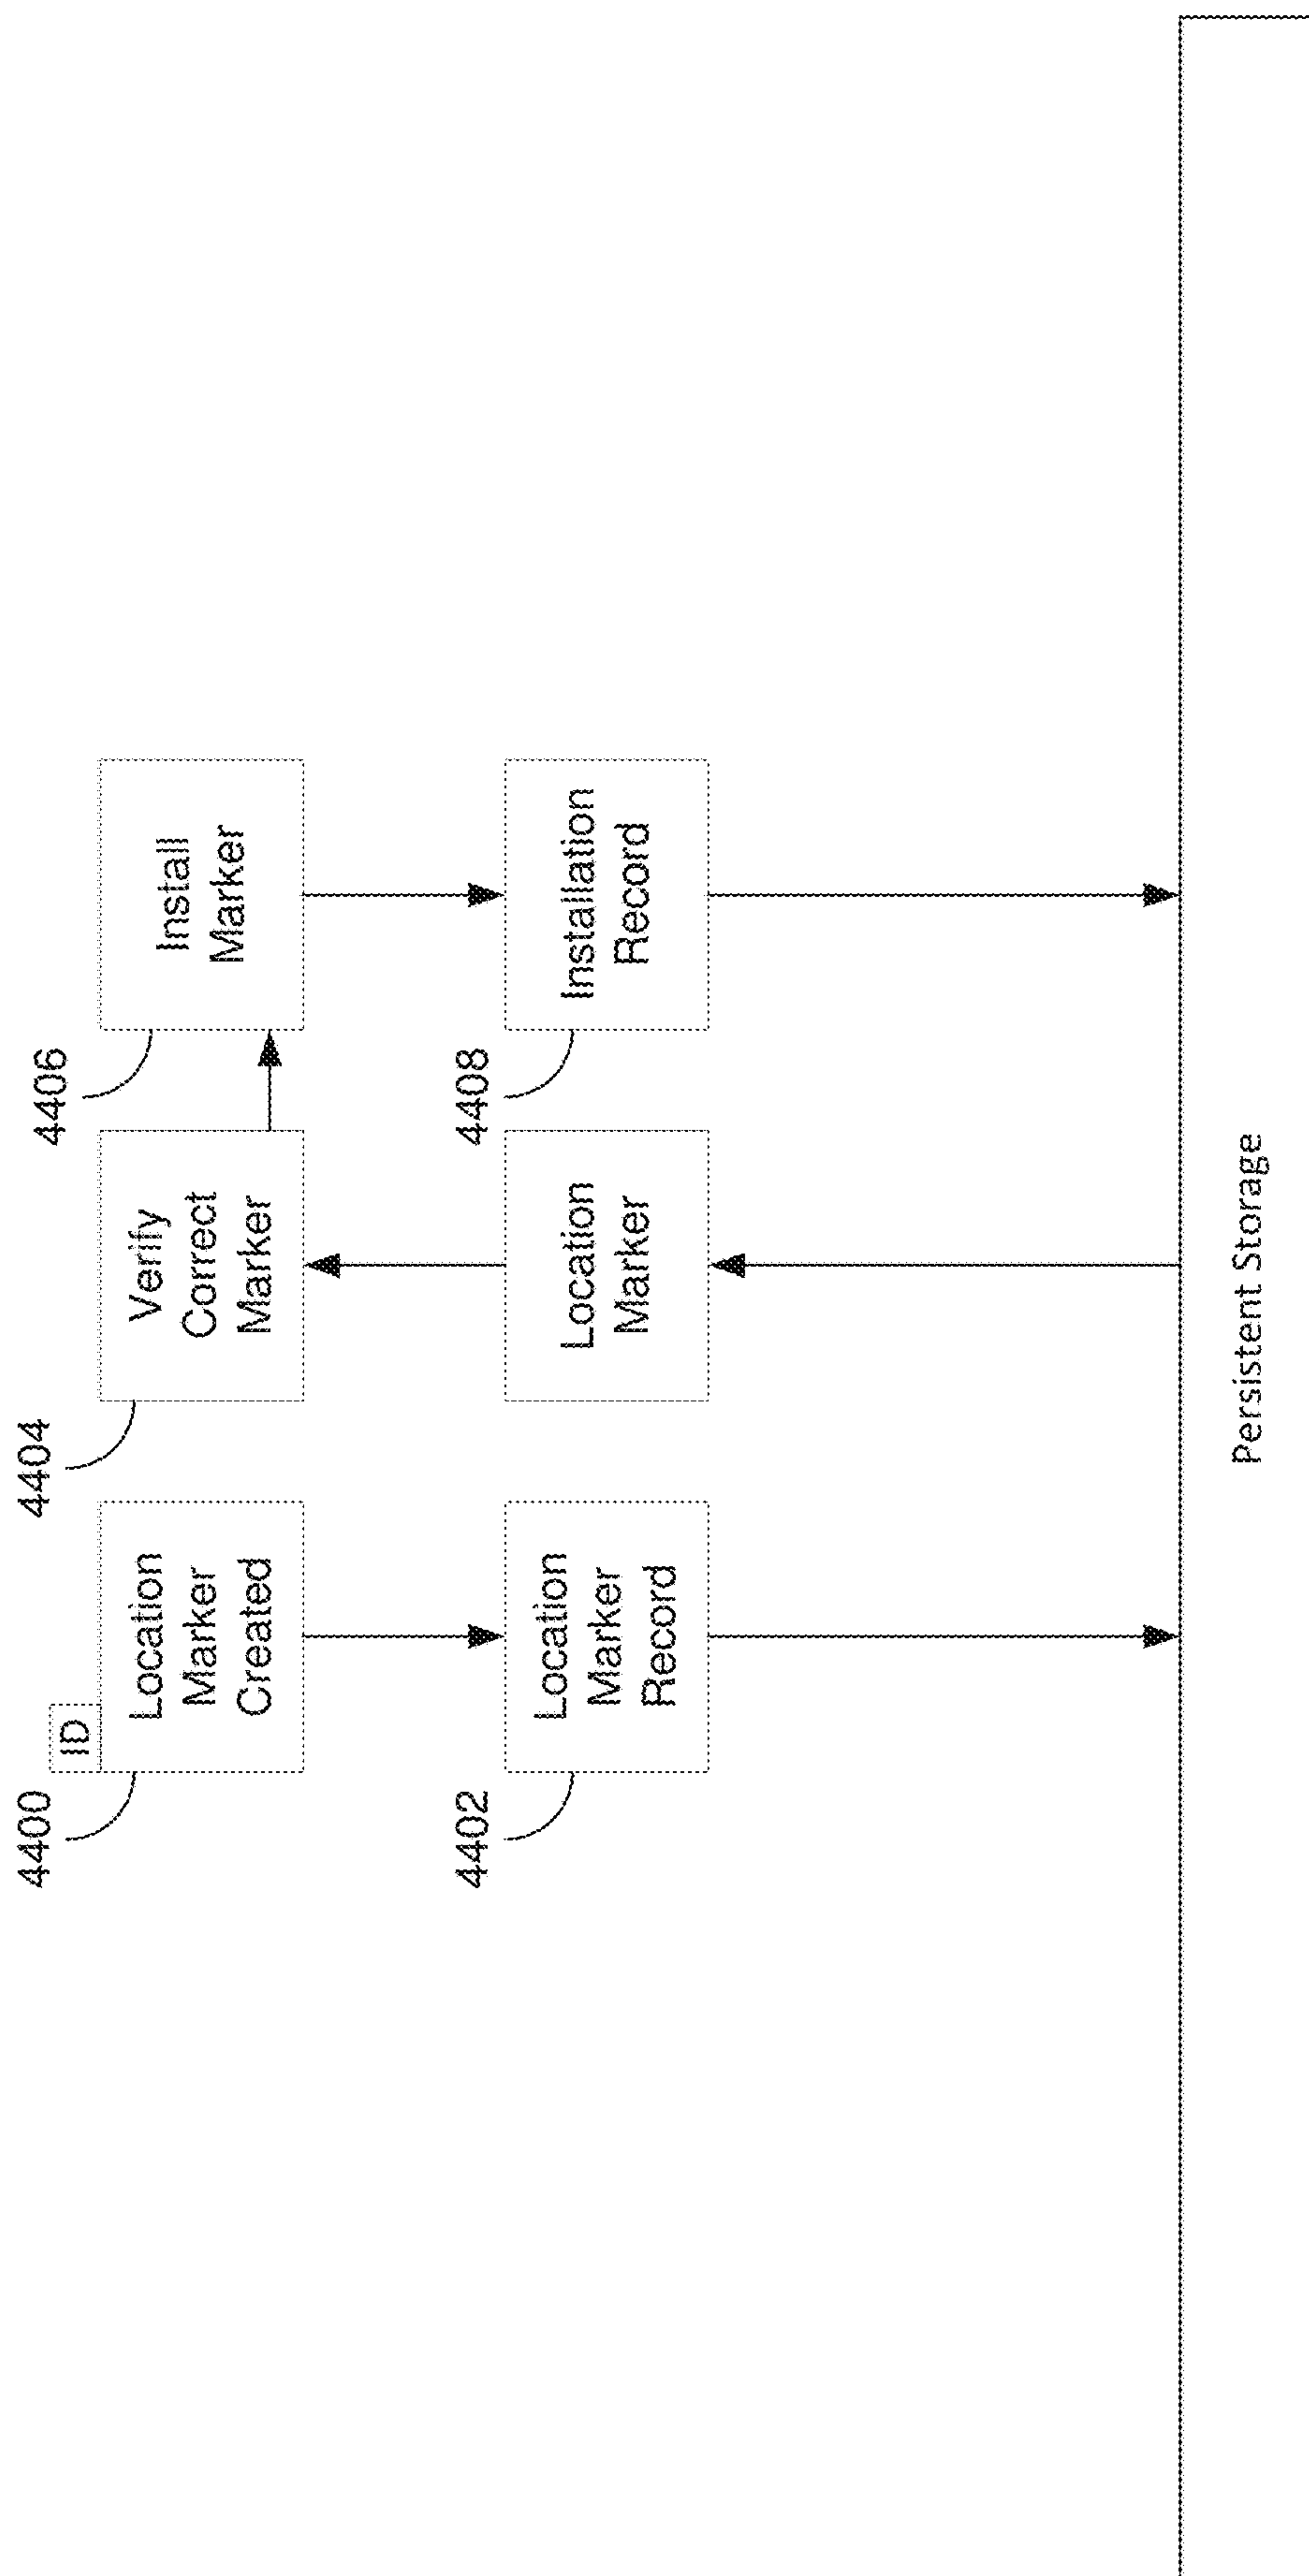 4400
ID
Location
Marker
Created
4404
Verify
Correct
Marker
4406
Install
Marker
4402
Location
Marker
Record
Location
Marker
4408
Installation
Record
Persistent Storage